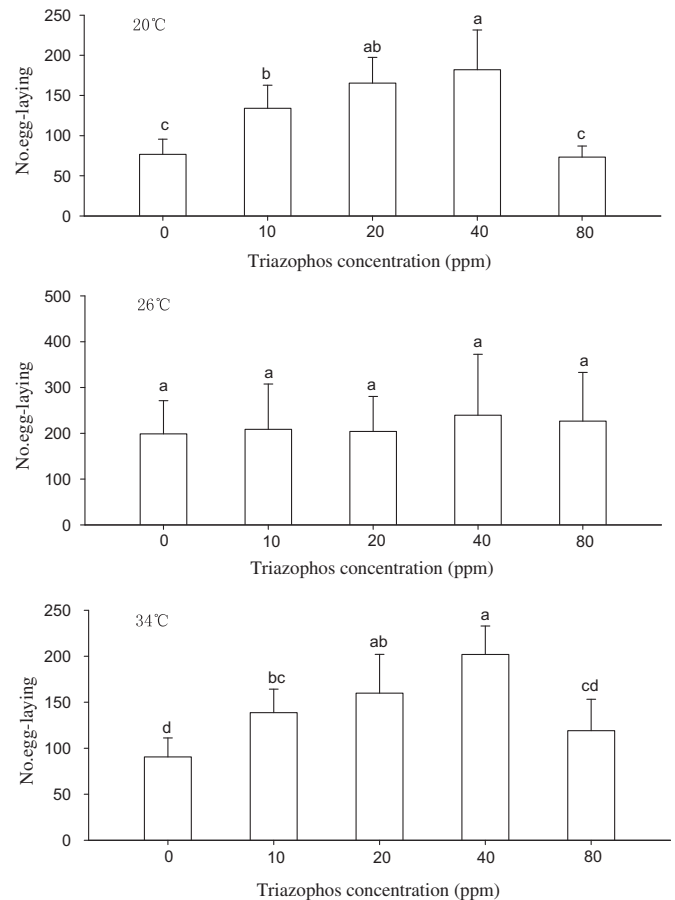 20℃
250
200
150
100
50
0
No.egg-laying
c
b
ab
a
c
0 10 20 40 80
Triazophos concentration (ppm)
26℃
500
400
300
200
100
0
No.egg-laying
a
a
a
a
a
0 10 20 40 80
Triazophos concentration (ppm)
34℃
250
200
150
100
50
0
No.egg-laying
d
bc
ab
a
cd
0 10 20 40 80
Triazophos concentration (ppm)